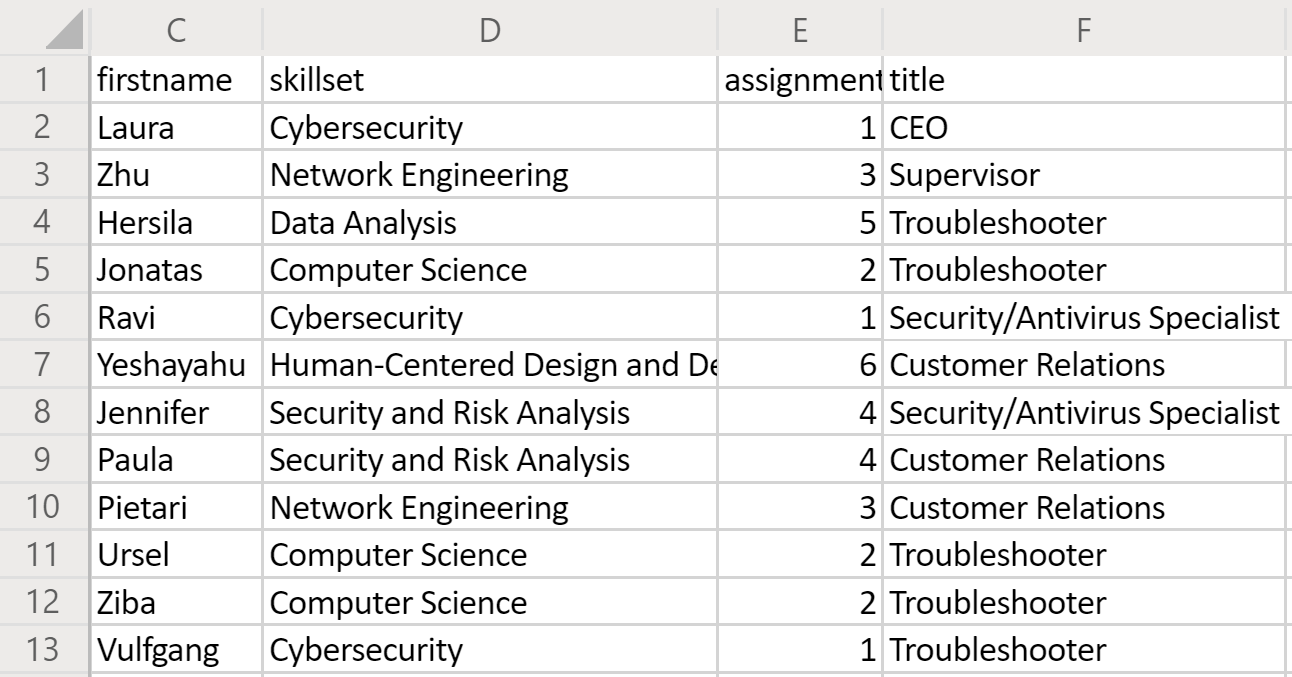 C D E F
1 firstname skillset assignment title
2 Laura Cybersecurity 1 CEO
3 Zhu Network Engineering 3 Supervisor
4 Hersila Data Analysis 5 Troubleshooter
5 Jonatas Computer Science 2 Troubleshooter
6 Ravi Cybersecurity 1 Security/Antivirus Specialist
7 Yeshayahu Human-Centered Design and De 6 Customer Relations
8 Jennifer Security and Risk Analysis 4 Security/Antivirus Specialist
9 Paula Security and Risk Analysis 4 Customer Relations
10 Pietari Network Engineering 3 Customer Relations
11 Ursel Computer Science 2 Troubleshooter
12 Ziba Computer Science 2 Troubleshooter
13 Vulfgang Cybersecurity 1 Troubleshooter